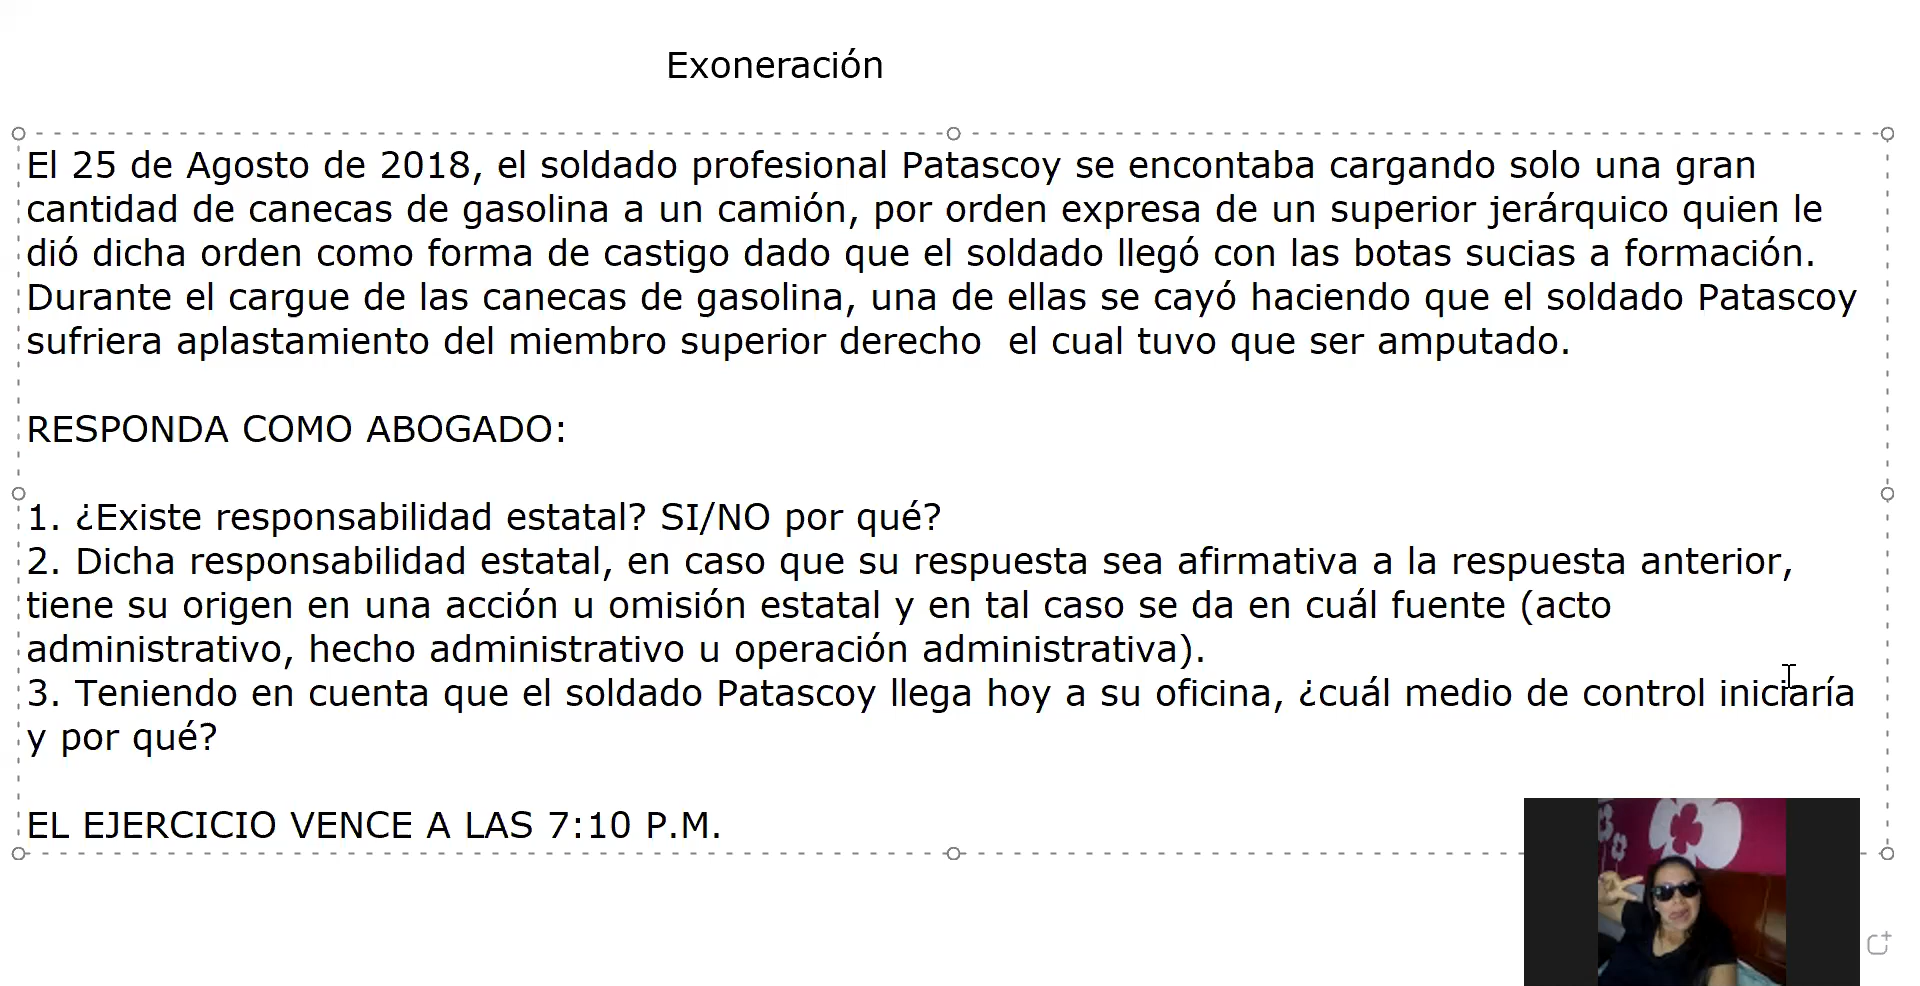 Exoneración
El 25 de Agosto de 2018, el soldado profesional Patascoy se encontaba cargando solo una gran
cantidad de canecas de gasolina a un camión, por orden expresa de un superior jerárquico quien le
dió dicha orden como forma de castigo dado que el soldado llegó con las botas sucias a formación.
Durante el cargue de las canecas de gasolina, una de ellas se cayó haciendo que el soldado Patascoy
sufriera aplastamiento del miembro superior derecho  el cual tuvo que ser amputado.
RESPONDA COMO ABOGADO:
1. ¿Existe responsabilidad estatal? SI/NO por qué?
2. Dicha responsabilidad estatal, en caso que su respuesta sea afirmativa a la respuesta anterior,
tiene su origen en una acción u omisión estatal y en tal caso se da en cuál fuente (acto
administrativo, hecho administrativo u operación administrativa).
3. Teniendo en cuenta que el soldado Patascoy llega hoy a su oficina, ¿cuál medio de control iniciaría
y por qué?
EL EJERCICIO VENCE A LAS 7:10 P.M.